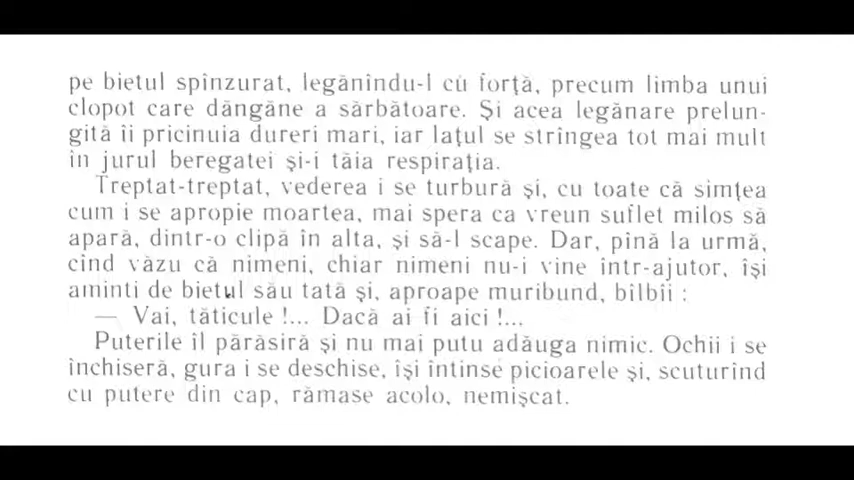 pe bietul spînzurat, legănîndu-l cu forţă, precum limba unui
clopot care dăngăne a sărbătoare. Şi acea legănare prelun-
gită îi pricinuia dureri mari, iar laţul se strîngea tot mai mult
în jurul beregatei şi-i tăia respiraţia.
Treptat-treptat, vederea i se turbură şi, cu toate că simţea
cum i se apropie moartea, mai spera ca vreun suflet milos să
apară, dintr-o clipă în alta, şi să-l scape. Dar, pînă la urmă,
cînd văzu că nimeni, chiar nimeni nu-i vine într-ajutor, îşi
aminti de bietul său tată şi, aproape muribund, bîlbîi :
— Vai, tăticule !... Dacă ai fi aici !...
Puterile îl părăsiră şi nu mai putu adăuga nimic. Ochii i se
închiseră, gura i se deschise, îşi întinse picioarele şi, scuturînd
cu putere din cap, rămase acolo, nemişcat.